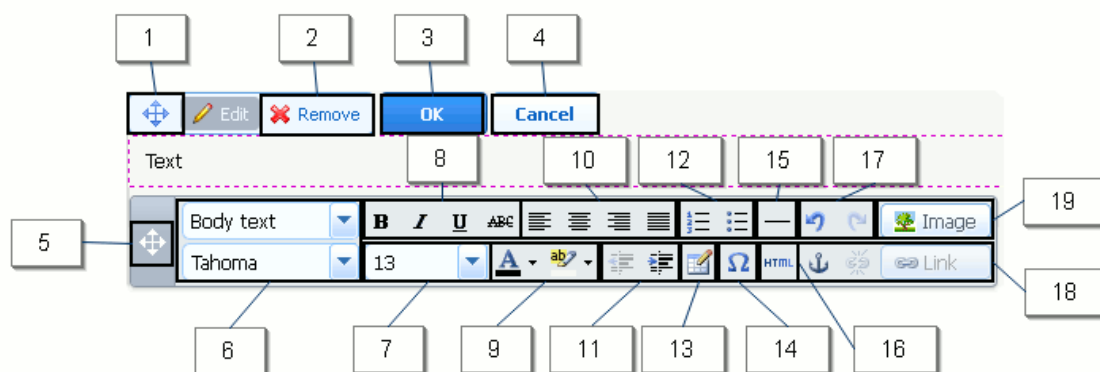 1 2 3 4
Edit Remove OK Cancel
Text
8 10 12 15 17
19
5
Body text B I U ABC Image
Tahoma 13 A ab Ω HTML Link
18
6 7 9 11 13 14 16